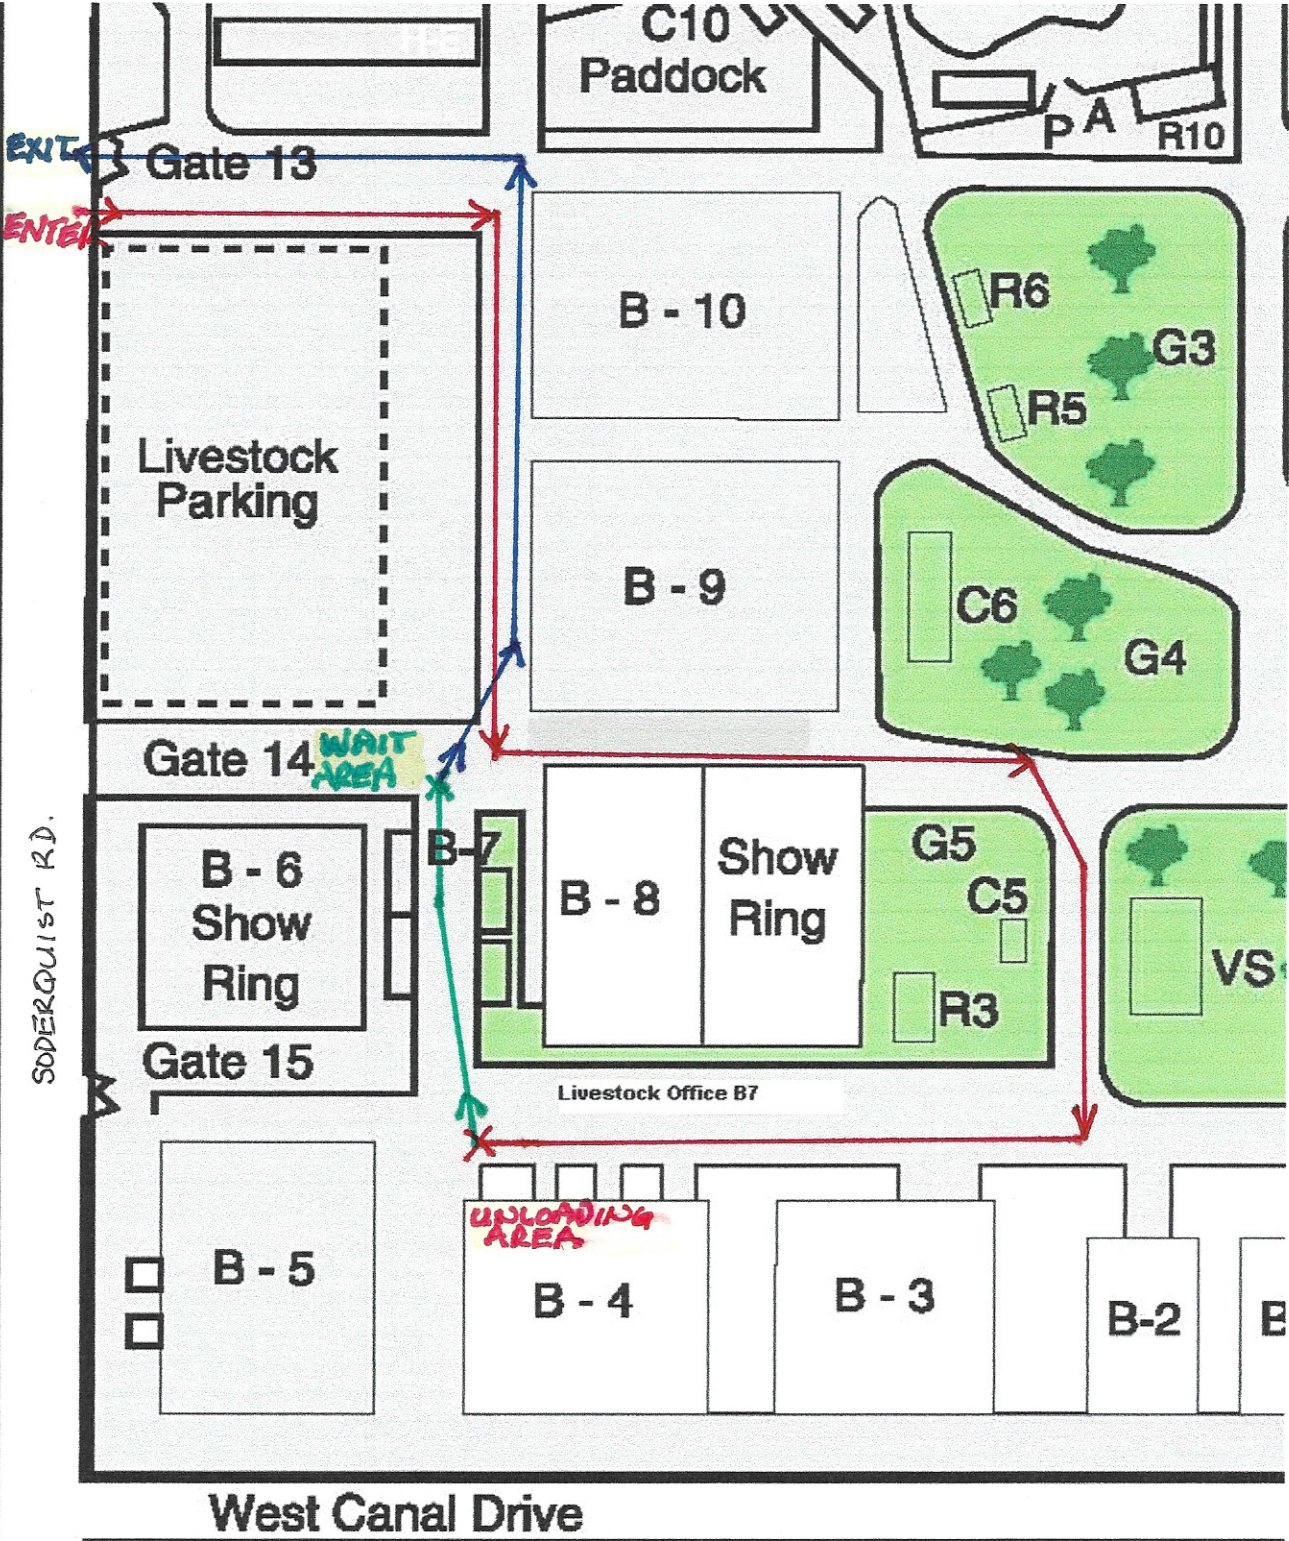 C10
Paddock
P A
R10
EXIT
Gate 13
ENTER
B - 10
R6
G3
R5
Livestock
Parking
B - 9
C6
G4
Gate 14
WAIT
AREA
B-7
B - 6
Show
Ring
B - 8
Show
Ring
G5
C5
VS
R3
SODERQUIST RD.
Gate 15
Livestock Office B7
UNLOADING
AREA
B - 5
B - 4
B - 3
B-2
B
West Canal Drive